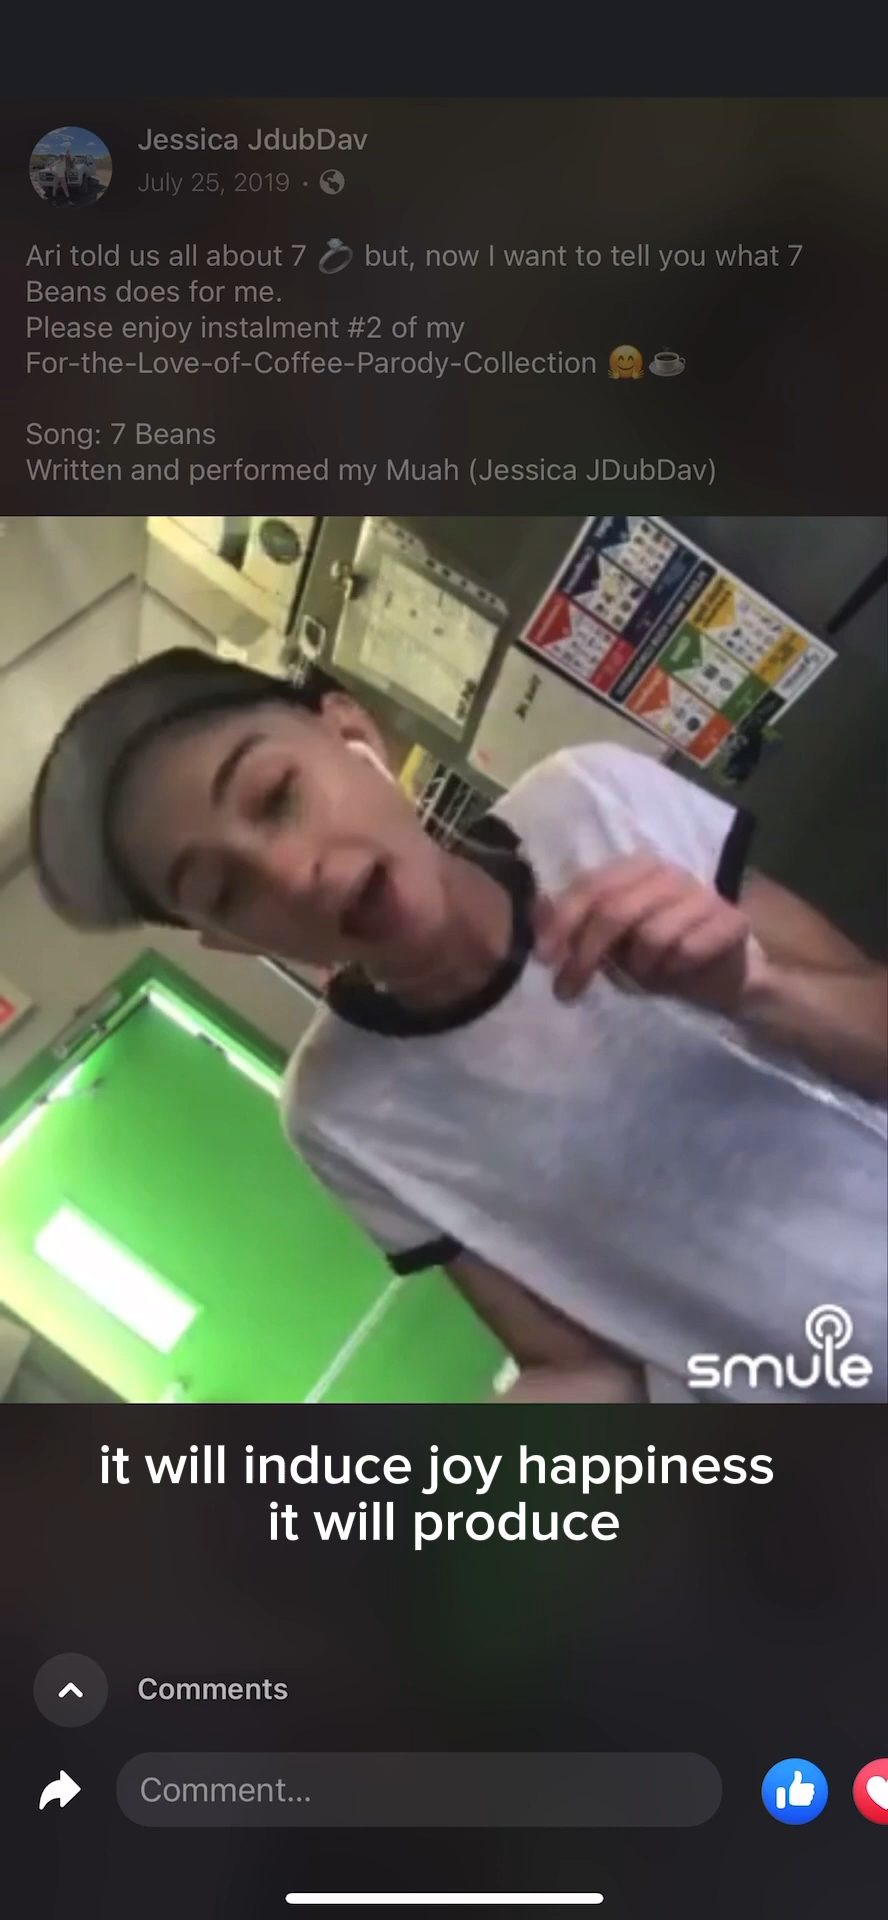 Jessica JdubDav
July 25, 2019 ·
Ari told us all about 7 💍 but, now I want to tell you what 7
Beans does for me.
Please enjoy instalment #2 of my
For-the-Love-of-Coffee-Parody-Collection 🤗☕
Song: 7 Beans
Written and performed my Muah (Jessica JDubDav)
smule
it will induce joy happiness
it will produce
Comments
Comment...